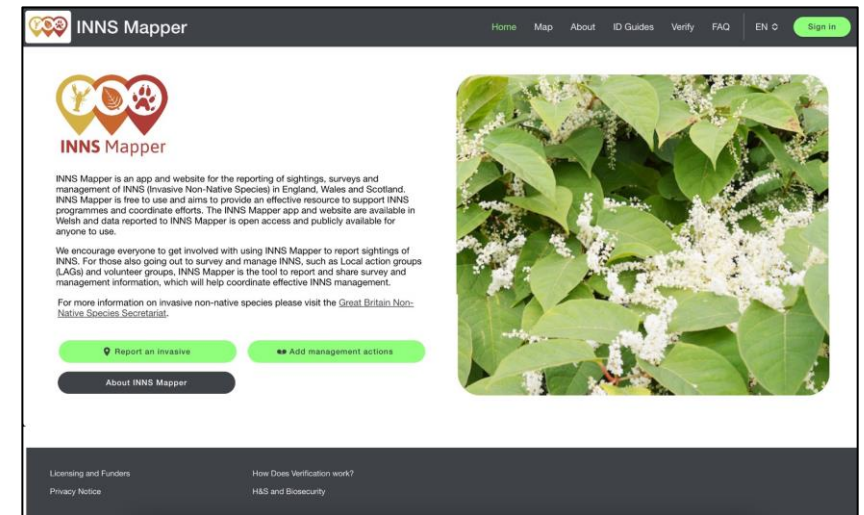 INNS Mapper
Home Map About ID Guides Verify FAQ EN Sign in
INNS Mapper
INNS Mapper is an app and website for the reporting of sightings, surveys and
management of INNS (Invasive Non-Native Species) in England, Wales and Scotland.
INNS Mapper is free to use and aims to provide an effective resource to support INNS
programmes and coordinate efforts. The INNS Mapper app and website are available in
Welsh and data reported to INNS Mapper is open access and publicly available for
anyone to use.
We encourage everyone to get involved with using INNS Mapper to report sightings of
INNS. For those also going out to survey and manage INNS, such as Local action groups
(LAGs) and volunteer groups, INNS Mapper is the tool to report and share survey and
management information, which will help coordinate effective INNS management.
For more information on invasive non-native species please visit the Great Britain Non-
Native Species Secretariat.
Report an invasive
Add management actions
About INNS Mapper
Licensing and Funders
How Does Verification work?
Privacy Notice
H&S and Biosecurity